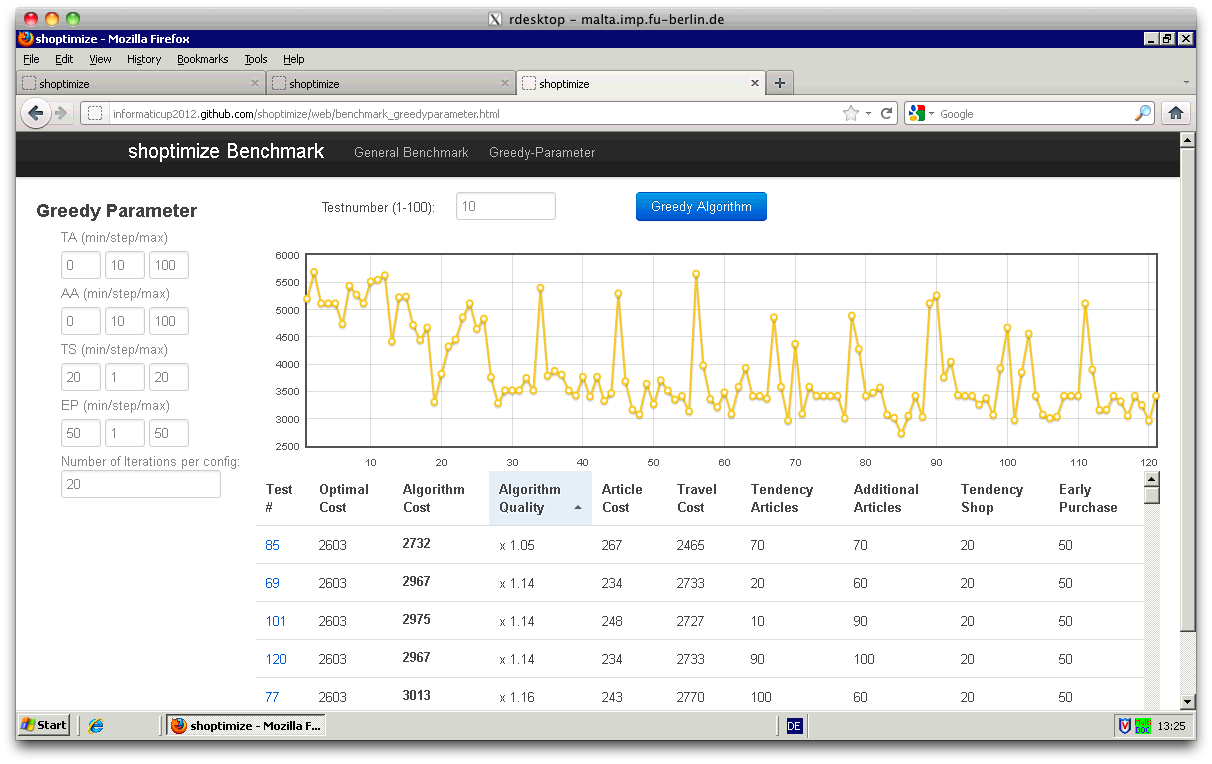 rdesktop – malta.imp.fu-berlin.de
shoptimize - Mozilla Firefox
File Edit View History Bookmarks Tools Help
shoptimize
shoptimize
shoptimize
informaticup2012.github.com/shoptimize/web/benchmark_greedyparameter.html
Google
shoptimize Benchmark General Benchmark Greedy-Parameter
Greedy Parameter
TA (min/step/max)
0 10 100
AA (min/step/max)
0 10 100
TS (min/step/max)
20 1 20
EP (min/step/max)
50 1 50
Number of Iterations per config:
20
Testnumber (1-100): 10 Greedy Algorithm
6000
5500
5000
4500
4000
3500
3000
2500
10 20 30 40 50 60 70 80 90 100 110 120
Test # Optimal Cost Algorithm Cost Algorithm Quality Article Cost Travel Cost Tendency Articles Additional Articles Tendency Shop Early Purchase
85 2603 2732 x 1.05 267 2465 70 70 20 50
69 2603 2967 x 1.14 234 2733 20 60 20 50
101 2603 2975 x 1.14 248 2727 10 90 20 50
120 2603 2967 x 1.14 234 2733 90 100 20 50
77 2603 3013 x 1.16 243 2770 100 60 20 50
Start shoptimize - Mozilla F... DE 13:25